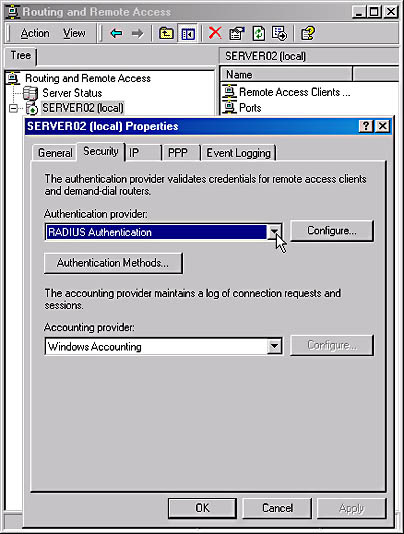 Routing and Remote Access
Action View
Tree
SERVER02 (local)
Routing and Remote Access
Server Status
SERVER02 (local)
Name
Remote Access Clients ...
Ports
SERVER02 (local) Properties
General Security IP PPP Event Logging
The authentication provider validates credentials for remote access clients
and demand-dial routers.
Authentication provider:
RADIUS Authentication
Configure...
Authentication Methods...
The accounting provider maintains a log of connection requests and
sessions.
Accounting provider:
Windows Accounting
Configure...
OK Cancel Apply